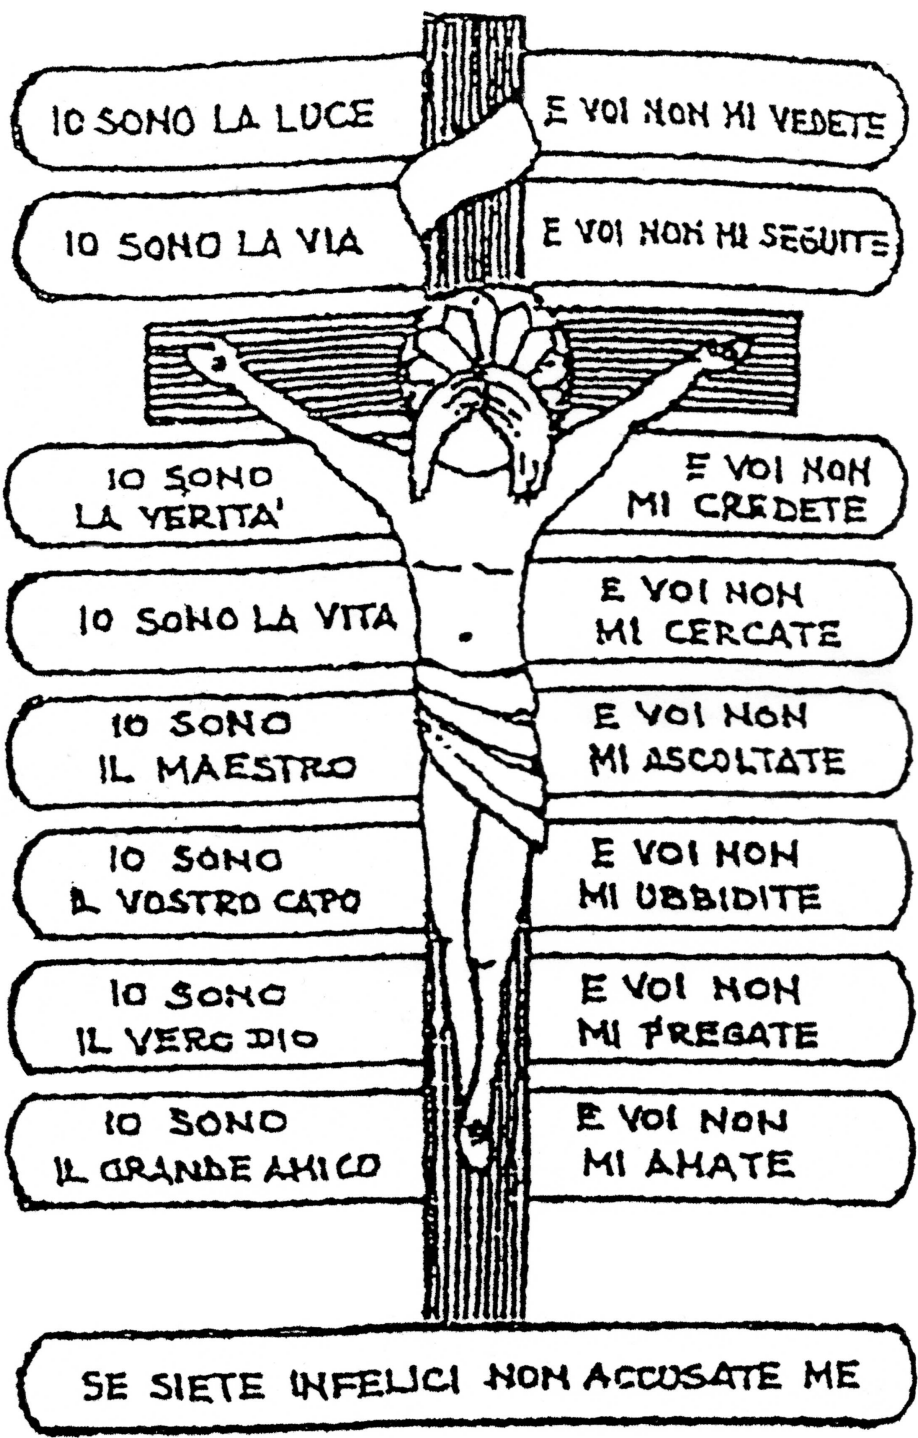 IO SONO LA LUCE E VOI NON MI VEDETE
IO SONO LA VIA E VOI NON MI SEGUITE
IO SONO
LA VERITA'
E VOI NON
MI CREDETE
IO SONO LA VITA
E VOI NON
MI CERCATE
IO SONO
IL MAESTRO
E VOI NON
MI ASCOLTATE
IO SONO
IL VOSTRO CAPO
E VOI NON
MI UBBIDITE
IO SONO
IL VERO DIO
E VOI NON
MI PREGATE
IO SONO
IL GRANDE AMICO
E VOI NON
MI AMATE
SE SIETE INFELICI NON ACCUSATE ME